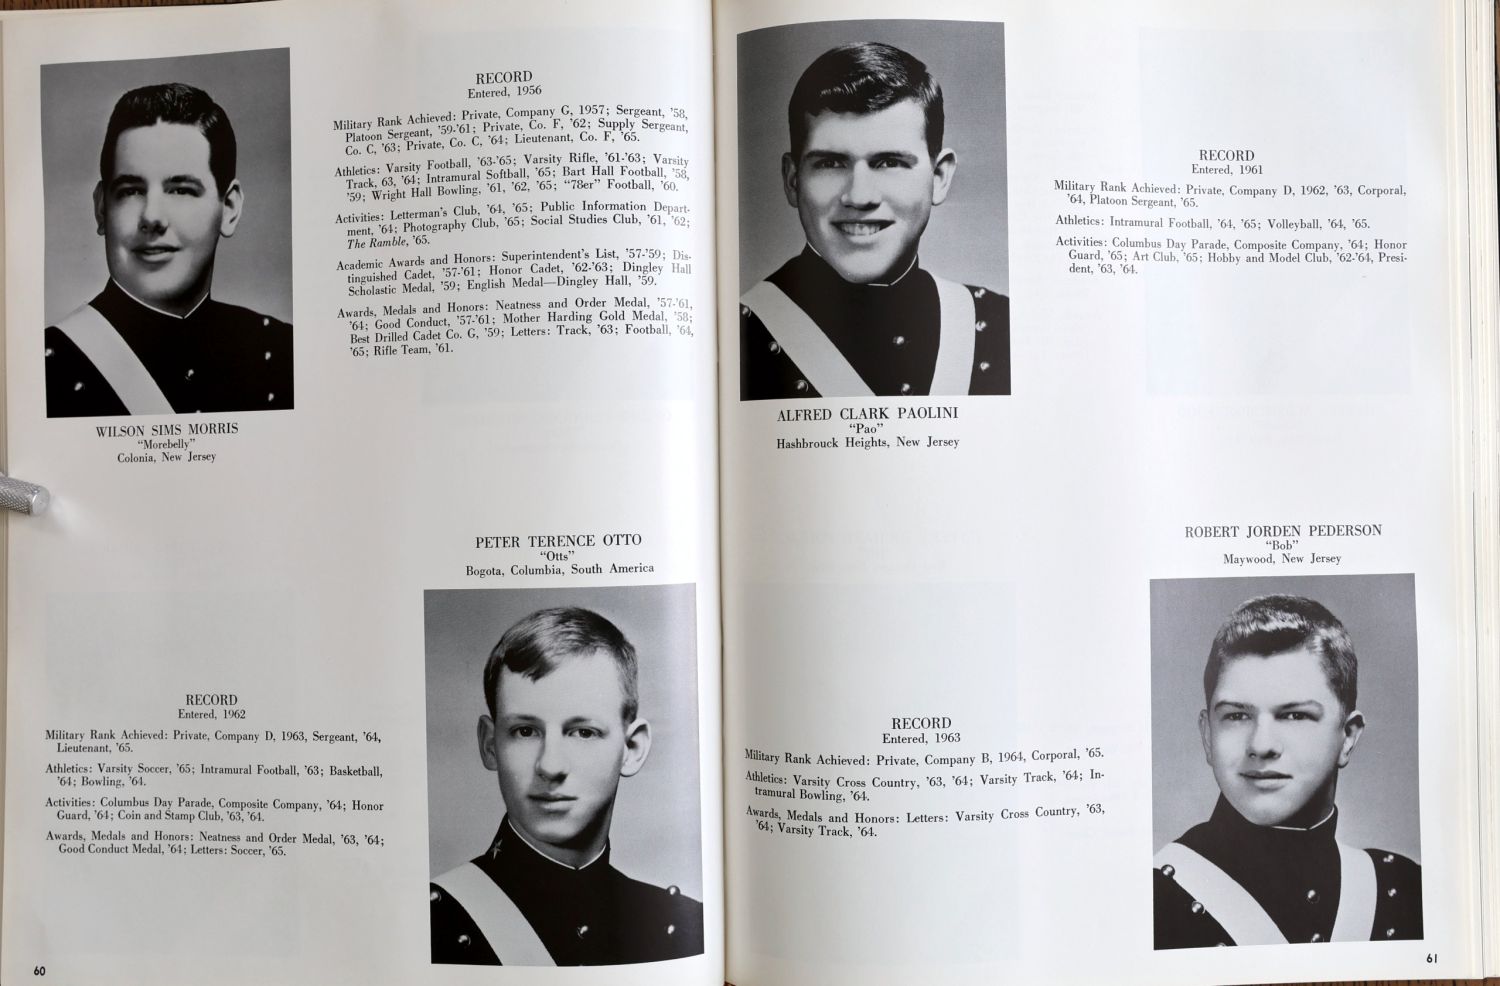 RECORD
Entered, 1956
Military Rank Achieved: Private, Company G, 1957; Sergeant, '58,
Platoon Sergeant, '59-'61; Private, Co. F, '62; Supply Sergeant,
Co. C, '63; Private, Co. C, '64; Lieutenant, Co. F, '65.
Athletics: Varsity Football, '63-'65; Varsity Rifle, '61-'63; Varsity
Track, 63, '64; Intramural Softball, '65; Bart Hall Football, '58,
'59; Wright Hall Bowling, '61, '62, '65; "78er" Football, '60.
Activities: Letterman's Club, '64, '65; Public Information Depart-
ment, '64; Photography Club, '65; Social Studies Club, '61, '62;
The Ramble, '65.
Academic Awards and Honors: Superintendent's List, '57-'59; Dis-
tinguished Cadet, '57-'61; Honor Cadet, '62-'63; Dingley Hall
Scholastic Medal, '59; English Medal—Dingley Hall, '59.
Awards, Medals and Honors: Neatness and Order Medal, '57-'61,
'64; Good Conduct, '57-'61; Mother Harding Gold Medal, '58;
Best Drilled Cadet Co. G, '59; Letters: Track, '63; Football, '64,
'65; Rifle Team, '61.
WILSON SIMS MORRIS
"Morebelly"
Colonia, New Jersey
PETER TERENCE OTTO
"Otts"
Bogota, Columbia, South America
RECORD
Entered, 1962
Military Rank Achieved: Private, Company D, 1963, Sergeant, '64,
Lieutenant, '65.
Athletics: Varsity Soccer, '65; Intramural Football, '63; Basketball,
'64; Bowling, '64.
Activities: Columbus Day Parade, Composite Company, '64; Honor
Guard, '64; Coin and Stamp Club, '63, '64.
Awards, Medals and Honors: Neatness and Order Medal, '63, '64;
Good Conduct Medal, '64; Letters: Soccer, '65.
60
RECORD
Entered, 1961
Military Rank Achieved: Private, Company D, 1962, '63, Corporal,
'64, Platoon Sergeant, '65.
Athletics: Intramural Football, '64, '65; Volleyball, '64, '65.
Activities: Columbus Day Parade, Composite Company, '64; Honor
Guard, '65; Art Club, '65; Hobby and Model Club, '62-'64, Presi-
dent, '63, '64.
ALFRED CLARK PAOLINI
"Pao"
Hashbrouck Heights, New Jersey
ROBERT JORDEN PEDERSON
"Bob"
Maywood, New Jersey
RECORD
Entered, 1963
Military Rank Achieved: Private, Company B, 1964, Corporal, '65.
Athletics: Varsity Cross Country, '63, '64; Varsity Track, '64; In-
tramural Bowling, '64.
Awards, Medals and Honors: Letters: Varsity Cross Country, '63,
'64; Varsity Track, '64.
61